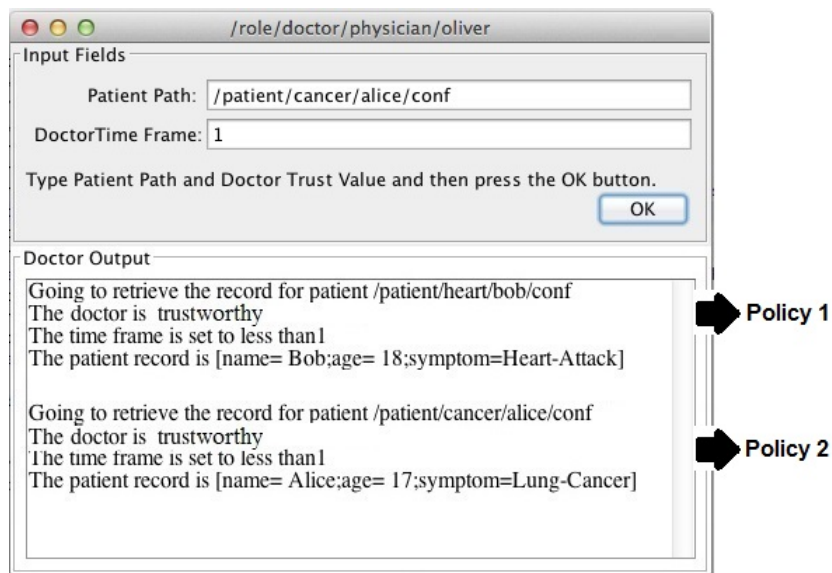 /role/doctor/physician/oliver
Input Fields
Patient Path: /patient/cancer/alice/conf
DoctorTime Frame: 1
Type Patient Path and Doctor Trust Value and then press the OK button.
OK
Doctor Output
Going to retrieve the record for patient /patient/heart/bob/conf
The doctor is trustworthy
The time frame is set to less than1
The patient record is [name= Bob;age= 18;symptom=Heart-Attack]
Policy 1
Going to retrieve the record for patient /patient/cancer/alice/conf
The doctor is trustworthy
The time frame is set to less than1
The patient record is [name= Alice;age= 17;symptom=Lung-Cancer]
Policy 2